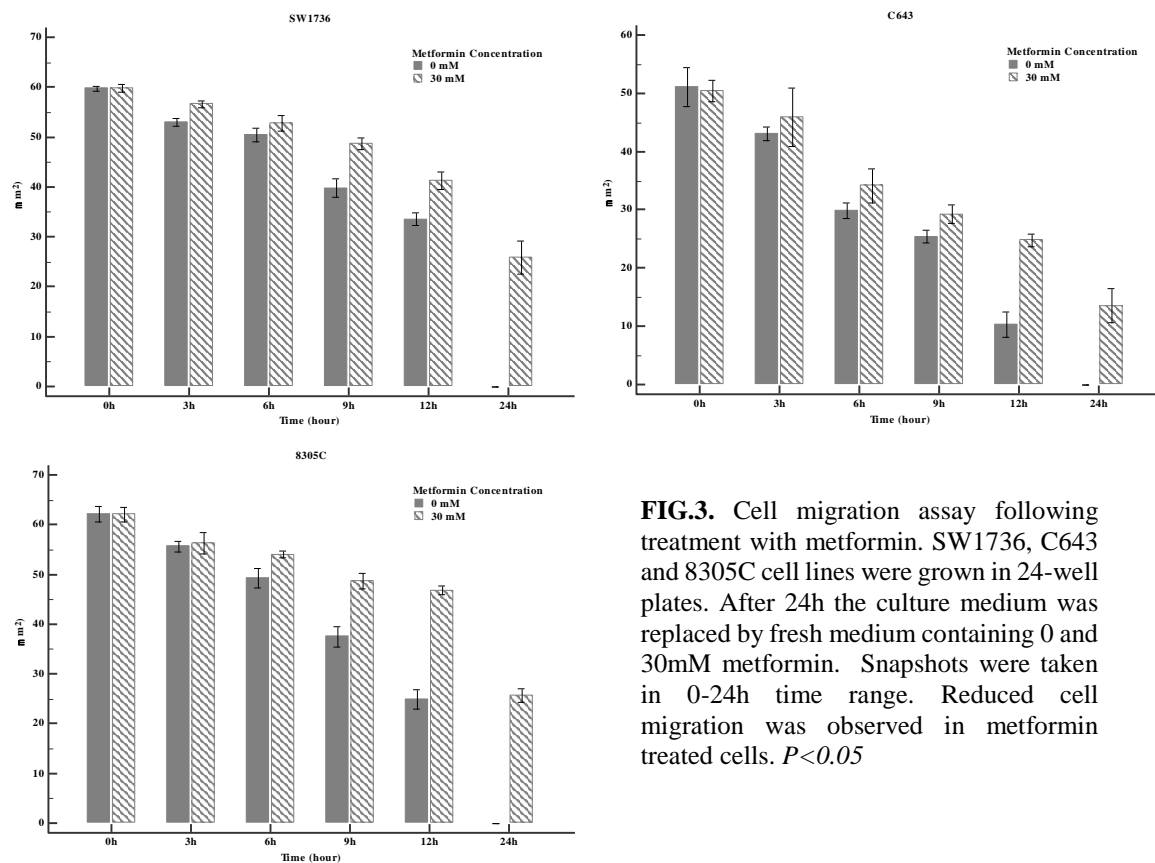 SW1736
70
60
50
40
30
20
10
0
m m²)
Metformin Concentration
0 mM
30 mM
0h 3h 6h 9h 12h 24h
Time (hour)
C643
60
50
40
30
20
10
0
m m²)
Metformin Concentration
0 mM
30 mM
0h 3h 6h 9h 12h 24h
Time (hour)
8305C
70
60
50
40
30
20
10
0
m m²)
Metformin Concentration
0 mM
30 mM
0h 3h 6h 9h 12h 24h
Time (hour)
FIG.3. Cell migration assay following
treatment with metformin. SW1736, C643
and 8305C cell lines were grown in 24-well
plates. After 24h the culture medium was
replaced by fresh medium containing 0 and
30mM metformin. Snapshots were taken
in 0-24h time range. Reduced cell
migration was observed in metformin
treated cells. P<0.05